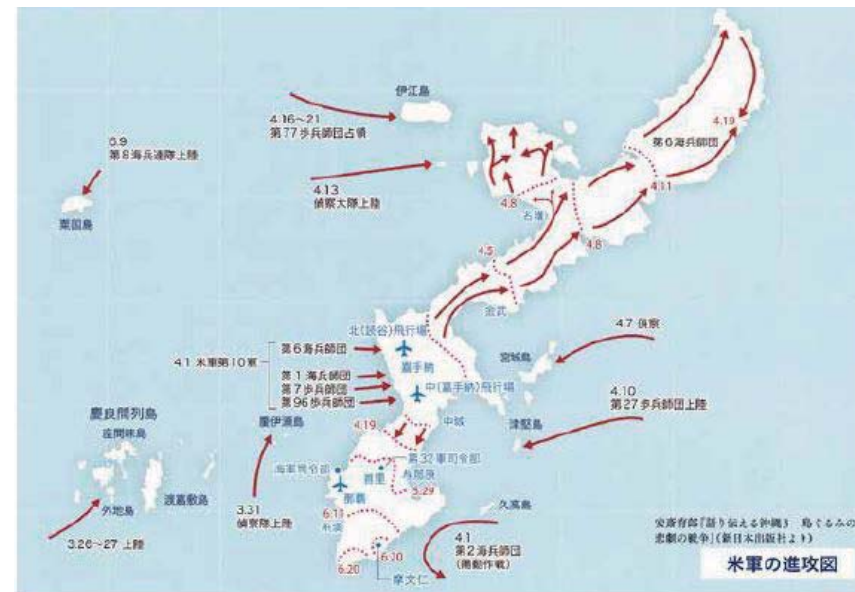 伊江島
4.16~21
第77歩兵師団占領
6.9
第8海兵連隊上陸
粟国島
4.13
偵察大隊上陸
第6海兵師団
4.19
4.11
4.8
名護
4.8
4.5
金武
北(読谷)飛行場
嘉手納
4.1 米軍第10軍
第6海兵師団
第1海兵師団
第7歩兵師団
第96歩兵師団
中(嘉手納)飛行場
宮城島
4.7 偵察
4.10
第27歩兵師団上陸
津堅島
中城
4.19
慶良間列島
座間味島
慶伊瀬島
渡嘉敷島
外地島
3.26~27 上陸
3.31
偵察隊上陸
海軍司令部
第32軍司令部
首里
那覇
与那原
5.29
6.11
糸満
6.20
6.20
摩文仁
久高島
4.1
第2海兵師団
(陽動作戦)
安斎育郎『語り伝える沖縄3 島ぐるみの
悲劇の戦争』(新日本出版社より)
米軍の進攻図